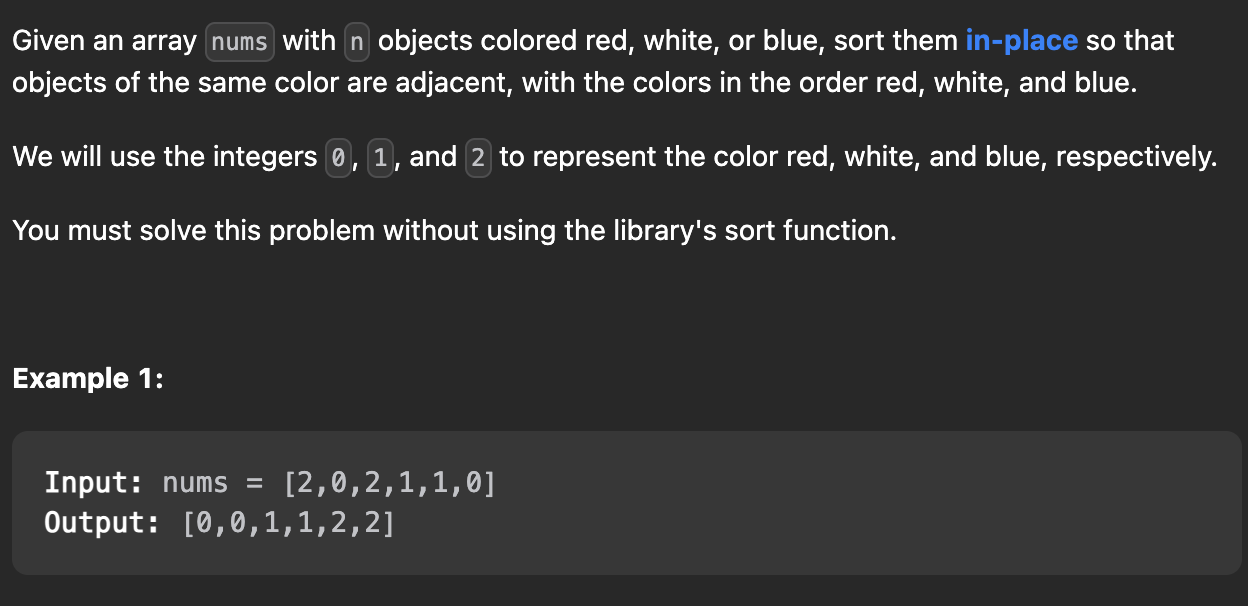 Given an array nums with n objects colored red, white, or blue, sort them in-place so that
objects of the same color are adjacent, with the colors in the order red, white, and blue.
We will use the integers 0, 1, and 2 to represent the color red, white, and blue, respectively.
You must solve this problem without using the library's sort function.
Example 1:
Input: nums = [2,0,2,1,1,0]
Output: [0,0,1,1,2,2]